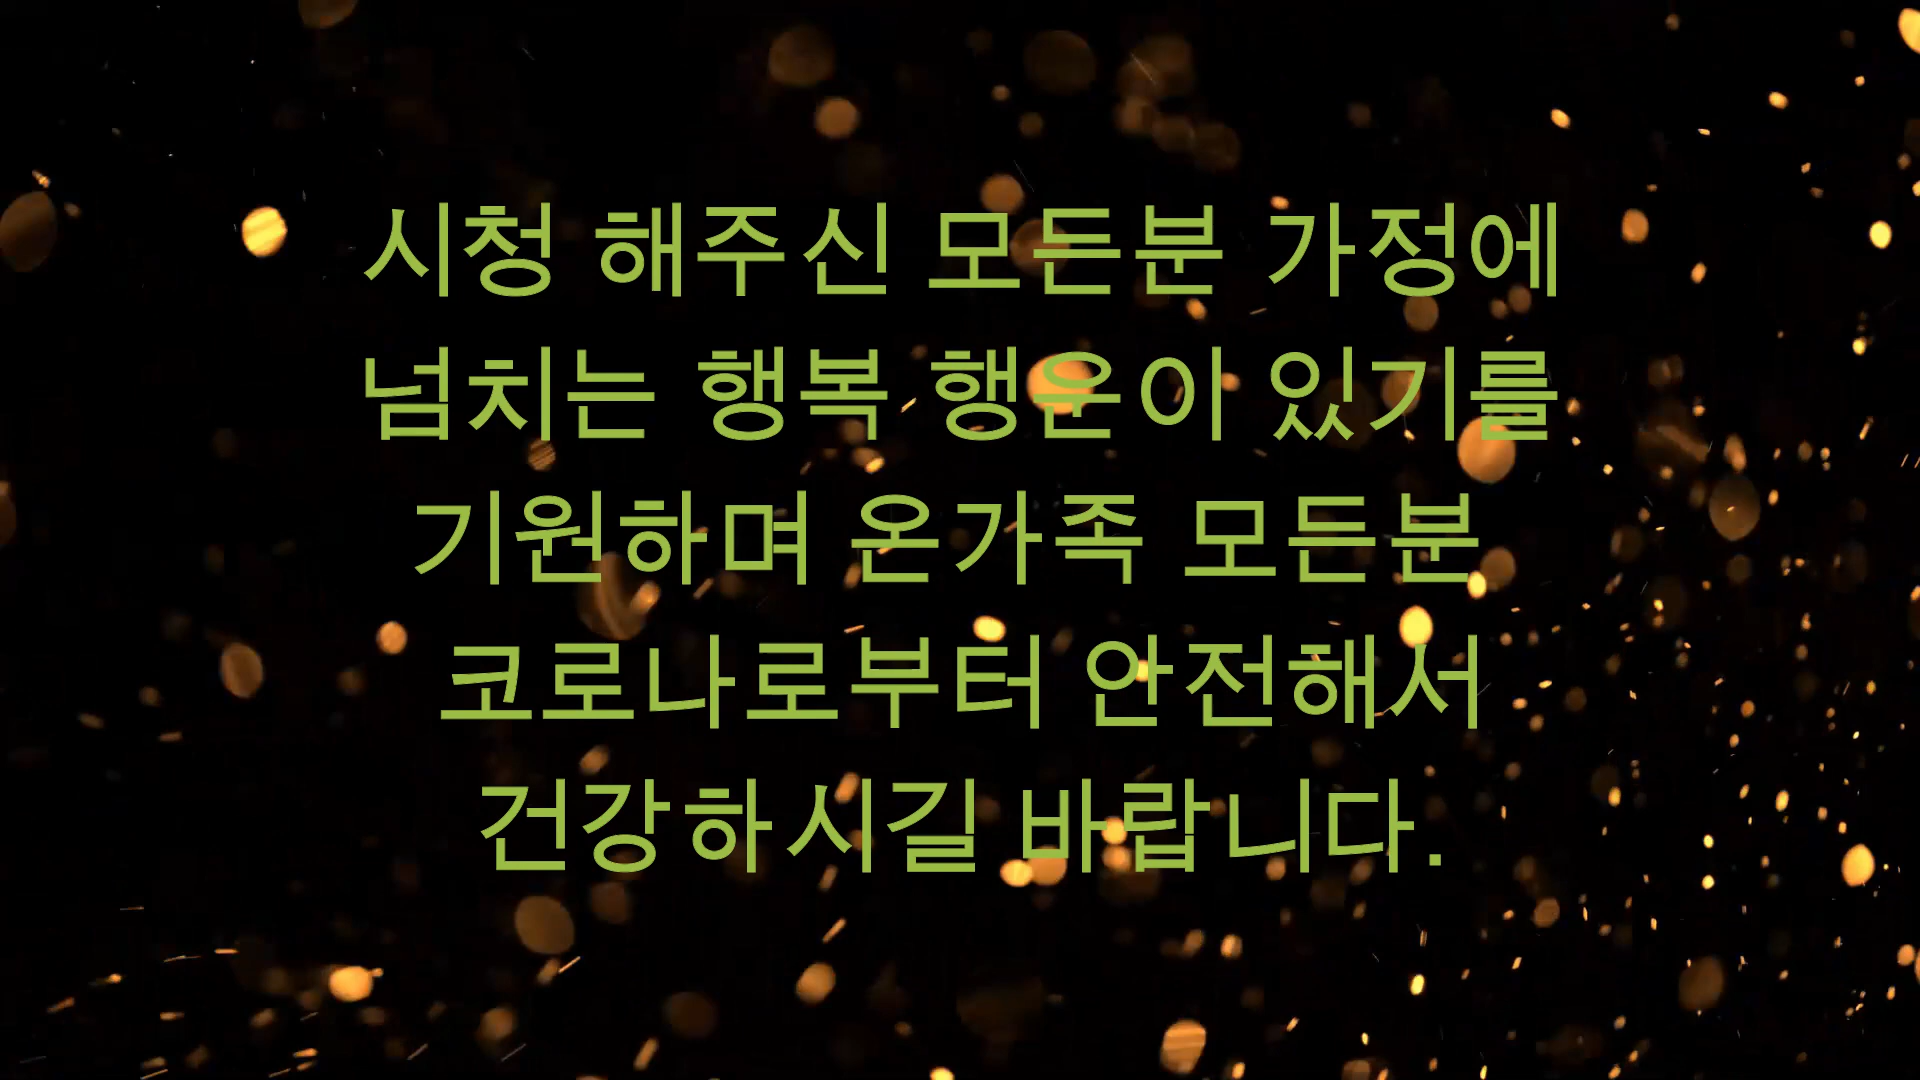 시청 해주신 모든분 가정에
넘치는 행복 행운이 있기를
기원하며 온가족 모든분
코로나로부터 안전해서
건강하시길 바랍니다.